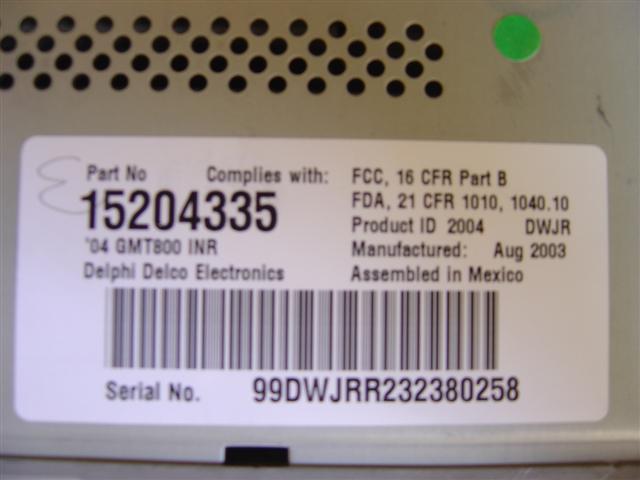 Part No Complies with: FCC, 16 CFR Part B
15204335 FDA, 21 CFR 1010, 1040.10
Product ID 2004 DWJR
'04 GMT800 INR Manufactured: Aug 2003
Delphi Delco Electronics Assembled in Mexico
Serial No. 99DWJRR232380258